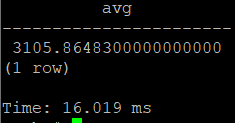 avg
-----------------------
3105.8648300000000000
(1 row)
Time: 16.019 ms